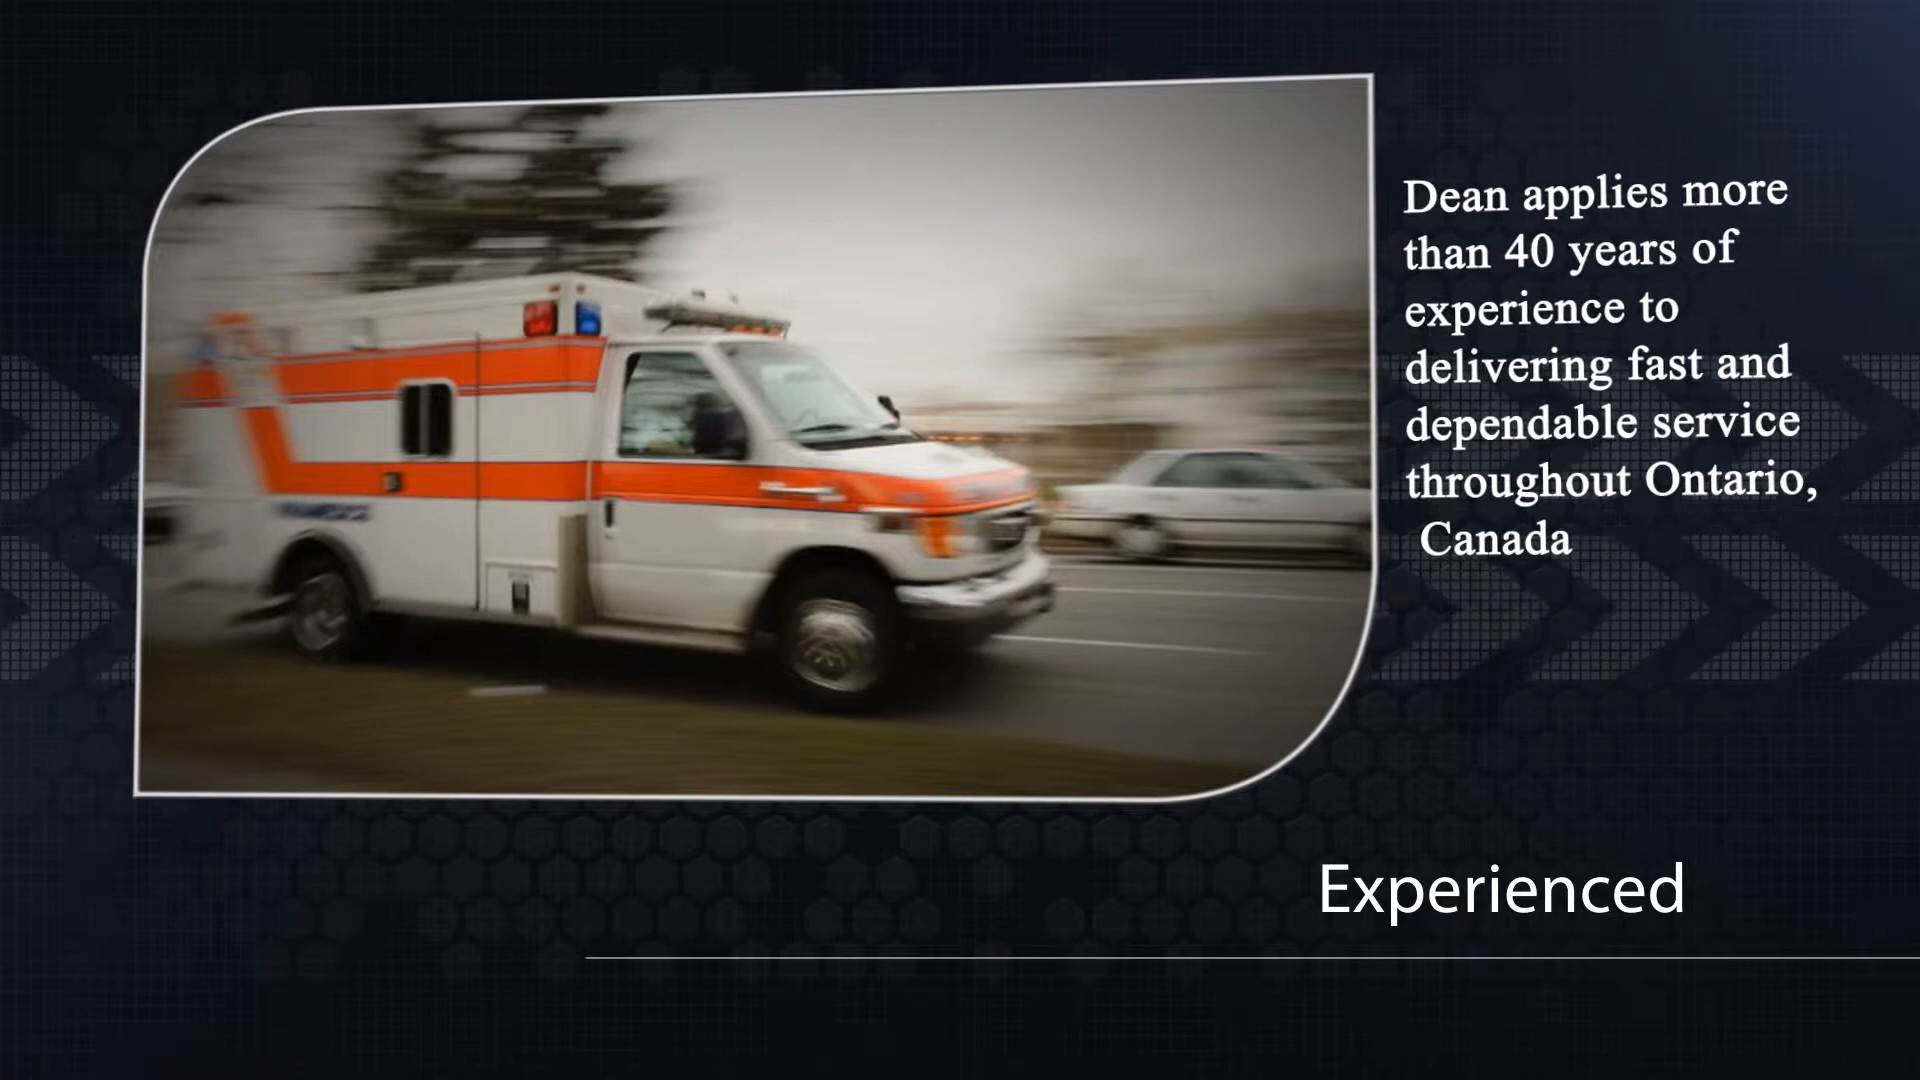 Dean applies more
than 40 years of
experience to
delivering fast and
dependable service
throughout Ontario,
Canada
Experienced